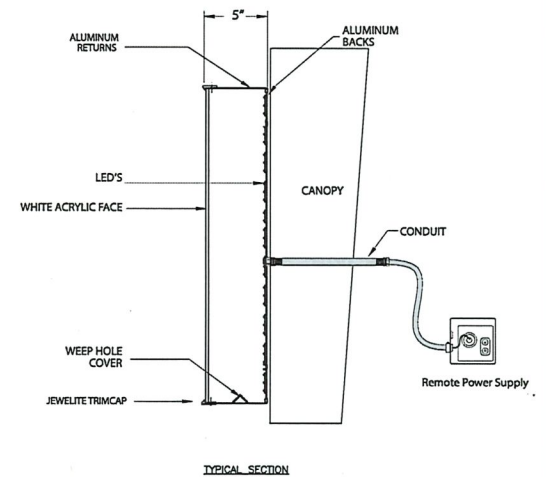 5"
ALUMINUM
RETURNS
ALUMINUM
BACKS
LED'S
CANOPY
WHITE ACRYLIC FACE
CONDUIT
WEEP HOLE
COVER
Remote Power Supply
JEWELITE TRIMCAP
TYPICAL SECTION